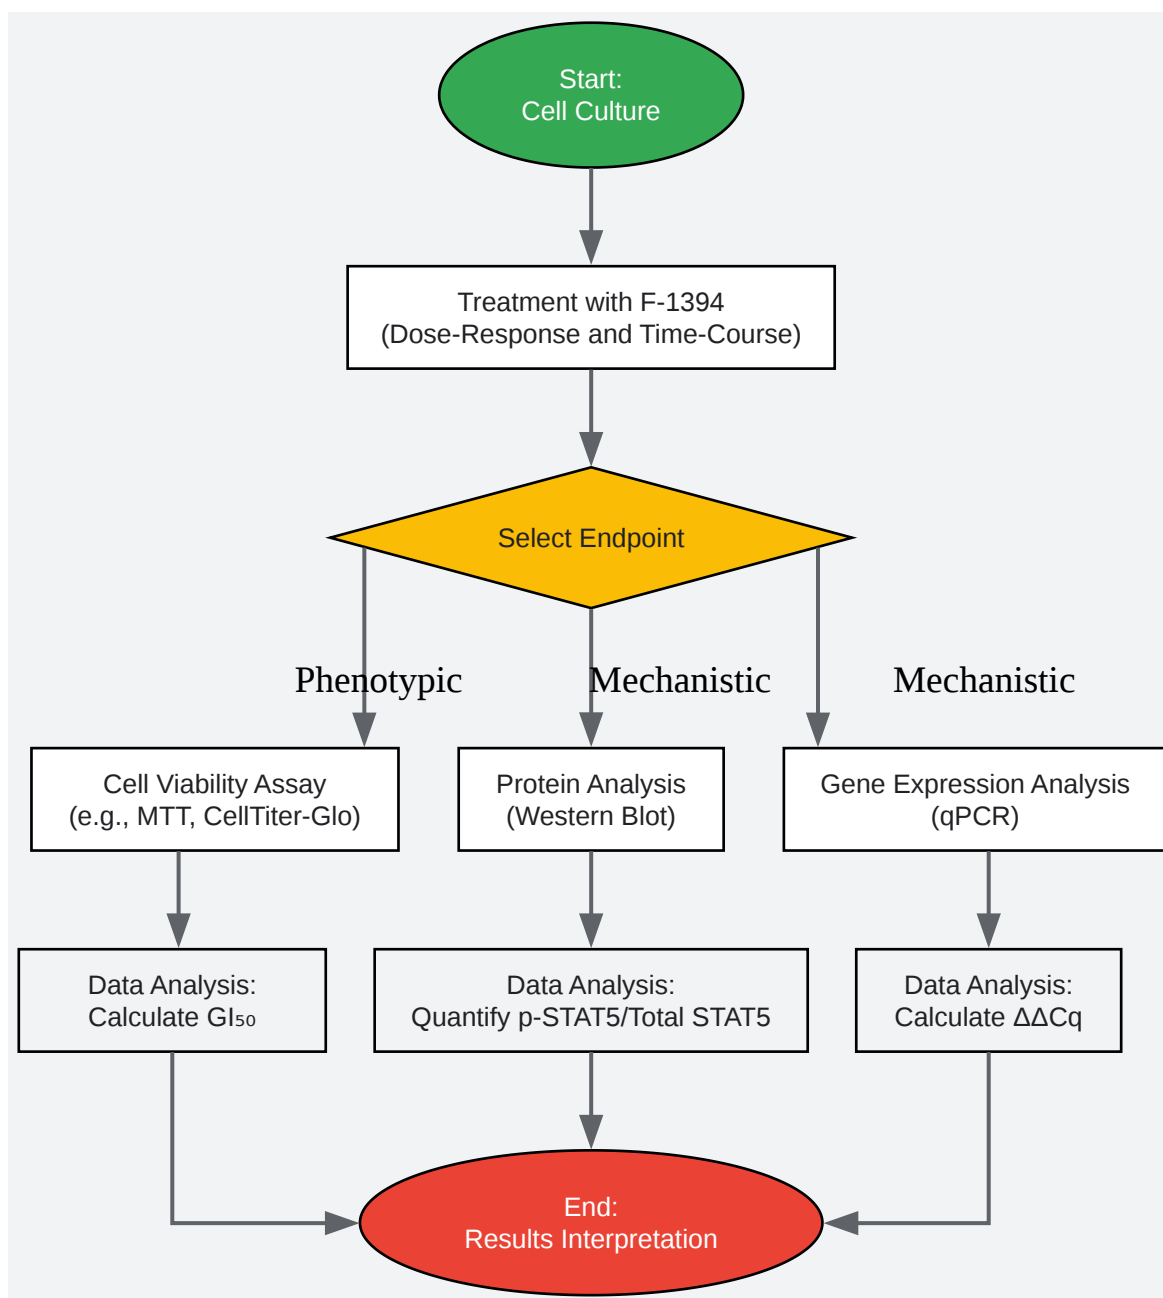 Start:
Cell Culture
Treatment with F-1394
(Dose-Response and Time-Course)
Select Endpoint
Phenotypic
Mechanistic
Mechanistic
Cell Viability Assay
(e.g., MTT, CellTiter-Glo)
Protein Analysis
(Western Blot)
Gene Expression Analysis
(qPCR)
Data Analysis:
Calculate GI₅₀
Data Analysis:
Quantify p-STAT5/Total STAT5
Data Analysis:
Calculate ΔΔCq
End:
Results Interpretation